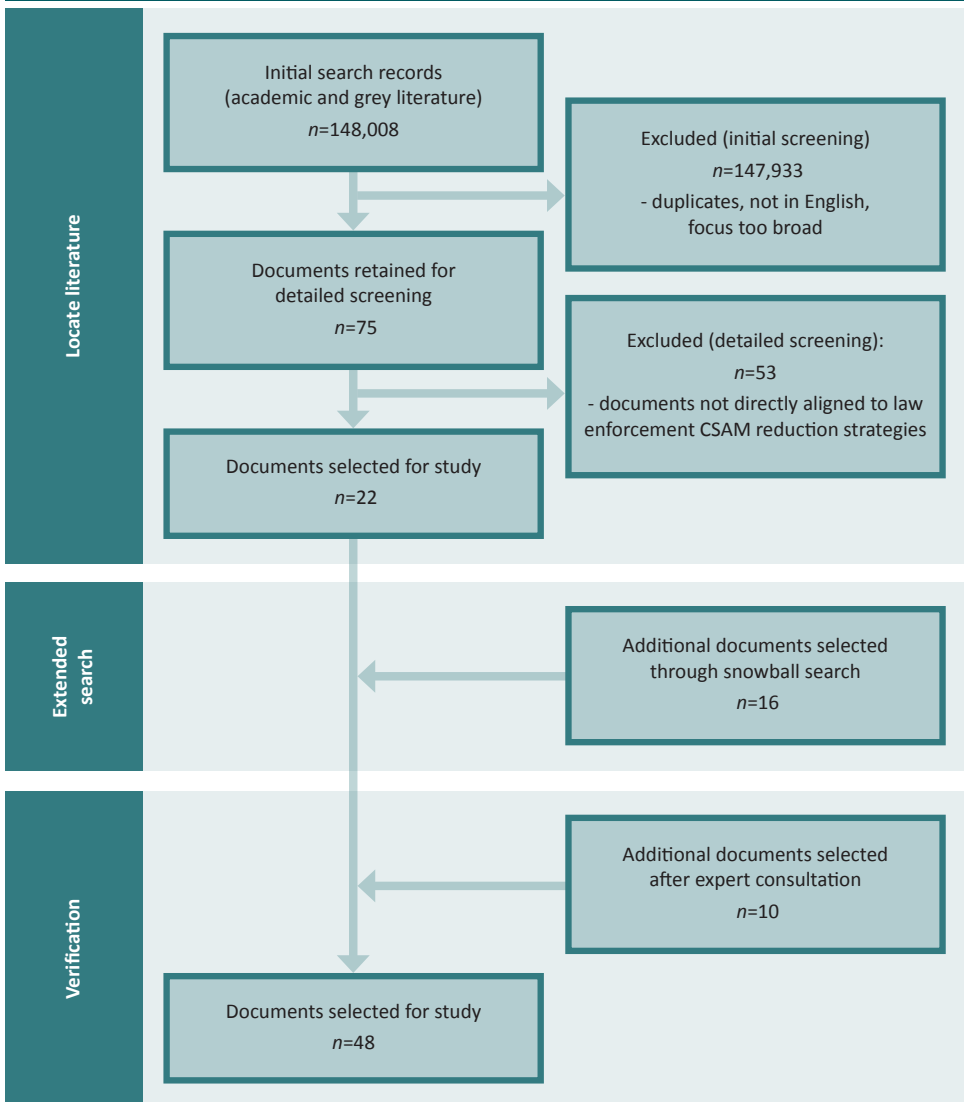 Locate literature
Initial search records
(academic and grey literature)
n=148,008
Excluded (initial screening)
n=147,933
- duplicates, not in English,
focus too broad
Documents retained for
detailed screening
n=75
Excluded (detailed screening):
n=53
- documents not directly aligned to law
enforcement CSAM reduction strategies
Documents selected for study
n=22
Extended
search
Additional documents selected
through snowball search
n=16
Verification
Additional documents selected
after expert consultation
n=10
Documents selected for study
n=48